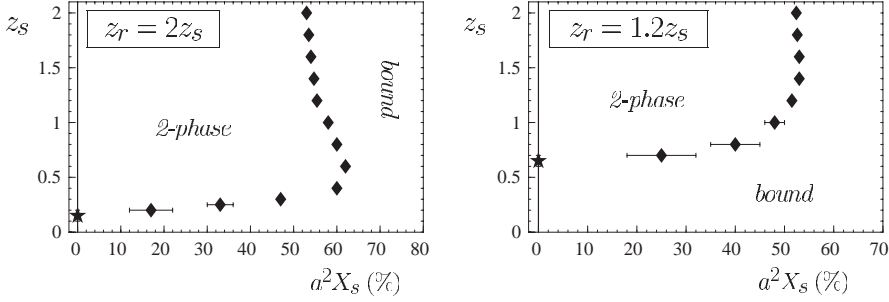 z_s
z_r = 2z_s
2
1.5
1
0.5
0
2-phase
bound
0 10 20 30 40 50 60 70 80
a²X_s (%)
z_s
z_r = 1.2z_s
2
1.5
1
0.5
0
2-phase
bound
0 10 20 30 40 50 60 70
a²X_s (%)